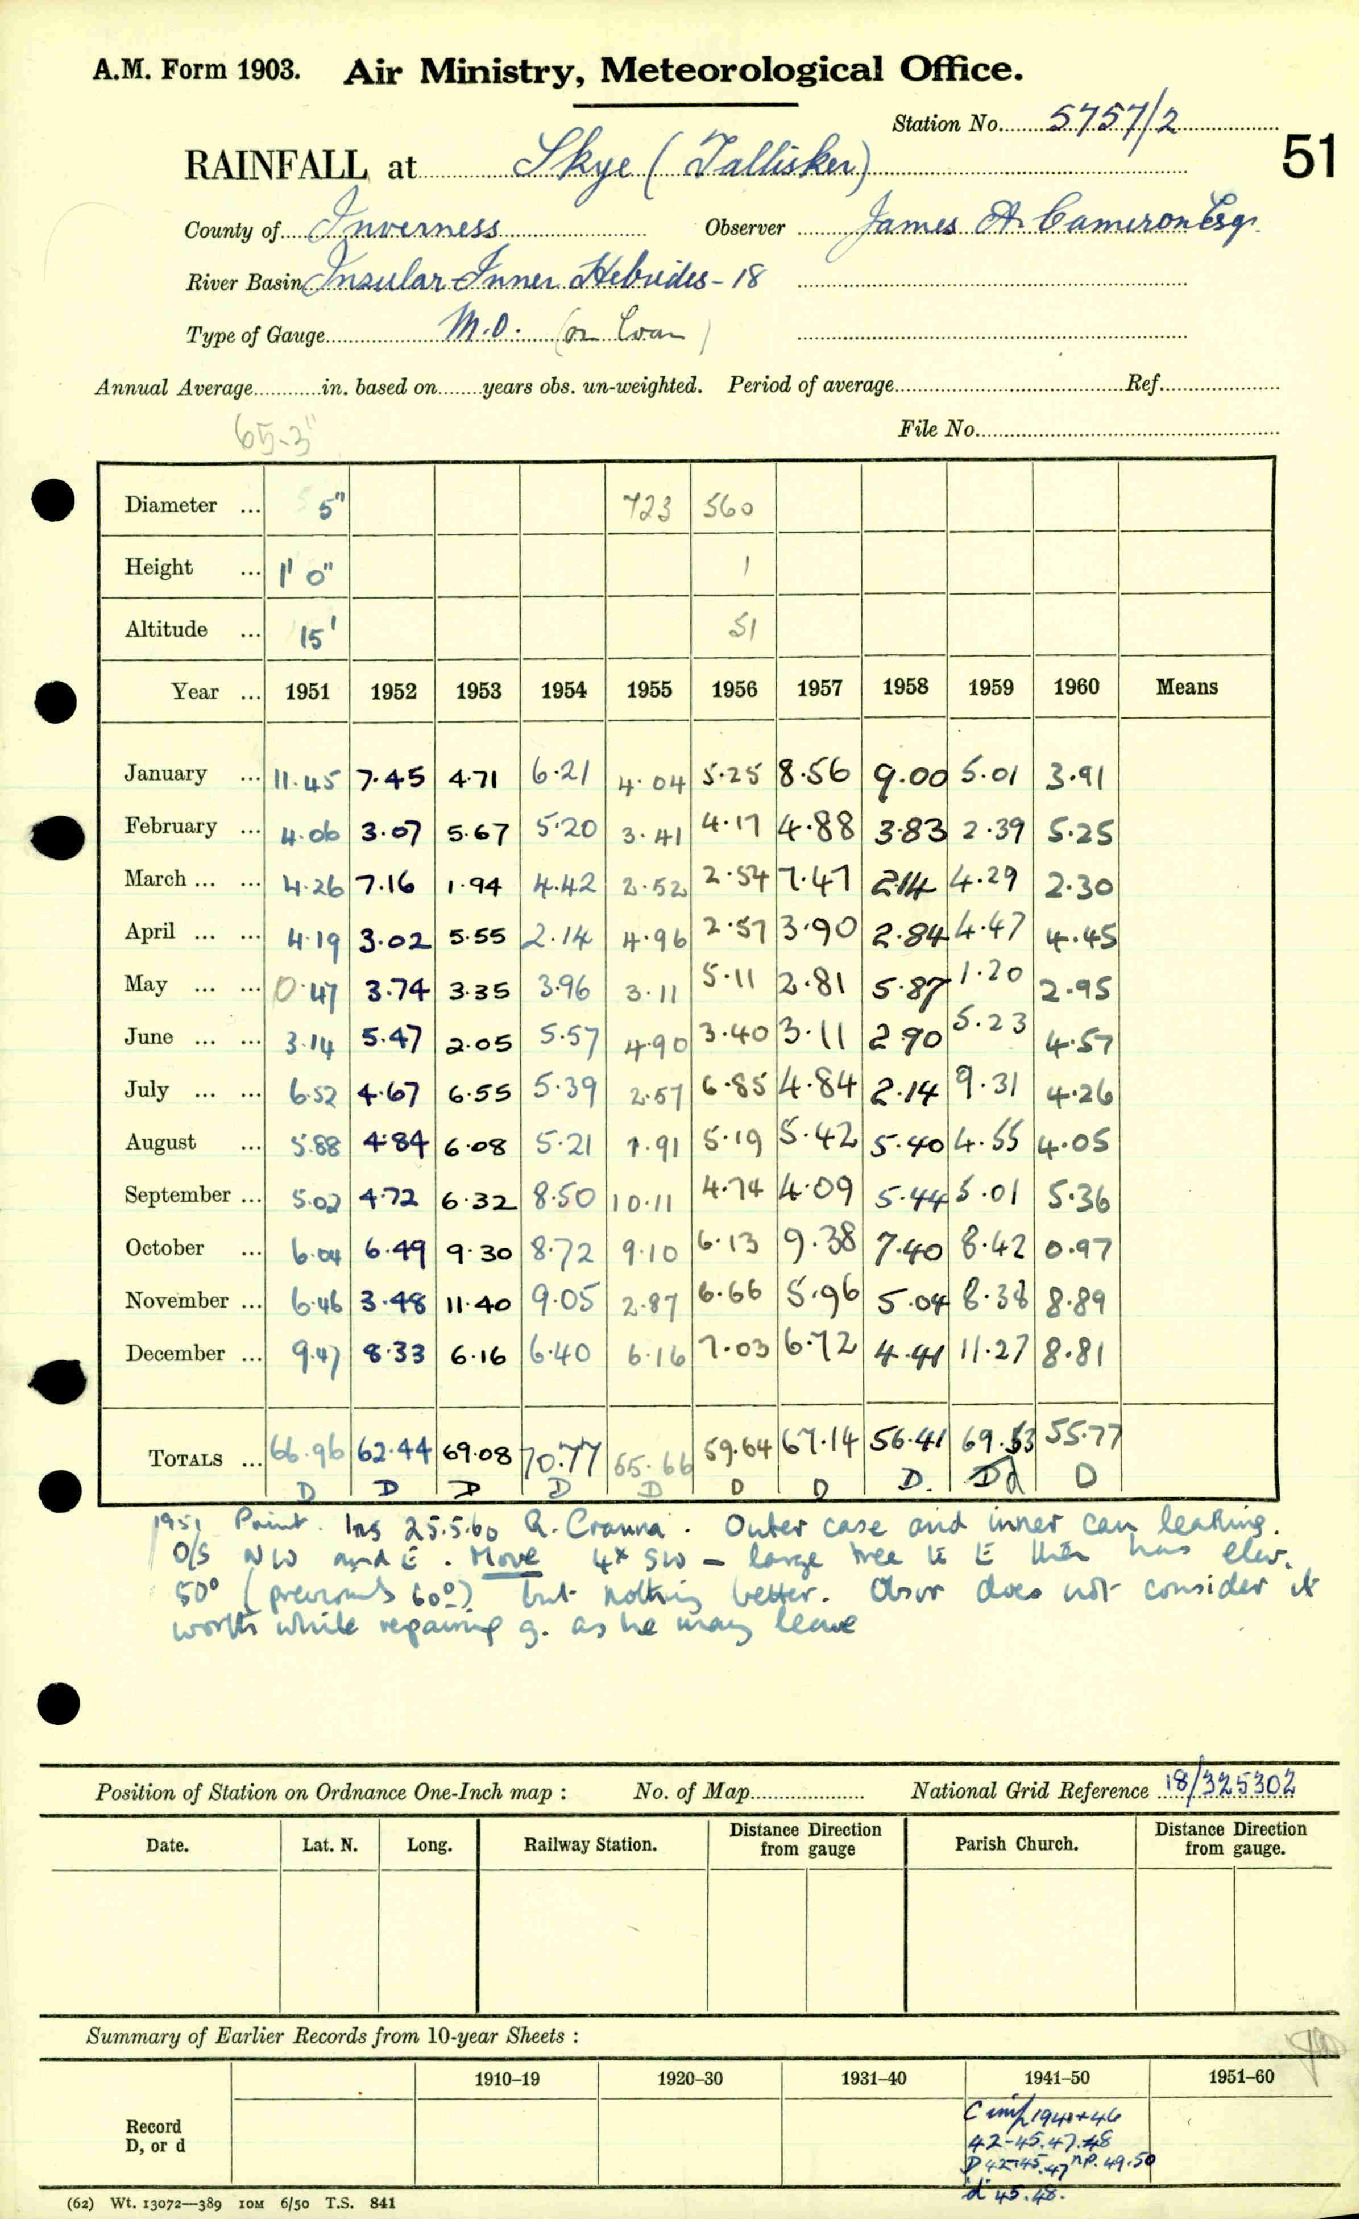 A.M. Form 1903. Air Ministry, Meteorological Office.
Station No. 5757/2
51
RAINFALL at Skye (Tallisker)
County of Inverness Observer James A. Cameron Esq.
River Basin Insular Inner Hebrides - 18
Type of Gauge M.O. (on loan)
Annual Average in. based on years obs. un-weighted. Period of average Ref.
65.3"
File No.
Diameter ... 5" 723 560
Height ... 1' 0" 1
Altitude ... 15' 51
Year ... 1951 1952 1953 1954 1955 1956 1957 1958 1959 1960 Means
January ... 11.45 7.45 4.71 6.21 4.04 5.25 8.56 9.00 5.01 3.91
February ... 4.06 3.07 5.67 5.20 3.41 4.17 4.88 3.83 2.39 5.25
March ... ... 4.26 7.16 1.94 4.42 2.52 2.54 7.47 2.14 4.29 2.30
April ... ... 4.19 3.02 5.55 2.14 4.96 2.57 3.90 2.84 4.47 4.45
May ... ... 0.47 3.74 3.35 3.96 3.11 5.11 2.81 5.87 1.20 2.95
June ... ... 3.14 5.47 2.05 5.57 4.90 3.40 3.11 2.90 5.23 4.57
July ... ... 6.52 4.67 6.55 5.39 2.57 6.85 4.84 2.14 9.31 4.26
August ... 5.88 4.84 6.08 5.21 1.91 5.19 5.42 5.40 4.55 4.05
September ... 5.02 4.72 6.32 8.50 10.11 4.74 4.09 5.44 5.01 5.36
October ... 6.04 6.49 9.30 8.72 9.10 6.13 9.38 7.40 8.42 0.97
November ... 6.46 3.48 11.40 9.05 2.87 6.66 5.96 5.04 8.38 8.89
December ... 9.47 8.33 6.16 6.40 6.16 7.03 6.72 4.41 11.27 8.81
TOTALS ... 66.96 62.44 69.08 70.77 55.66 59.64 67.14 56.41 69.53 55.77
D D D D D D D D. D d D
1951 Point. Ins 25.5.60 R. Cranna. Outer case and inner can leaking.
O/S NW and E. Move 4x SW - large tree to E then has elev.
50° (previously 60°) but nothing better. Obsvr does not consider it
worth while repairing g. as he may leave
Position of Station on Ordnance One-Inch map : No. of Map National Grid Reference 18/325302
Date. Lat. N. Long. Railway Station. Distance Direction from gauge Parish Church. Distance Direction from gauge.
Summary of Earlier Records from 10-year Sheets :
1910-19 1920-30 1931-40 1941-50 1951-60
Record
D, or d
1941+46
42-45.47.48
D 42-45.47 np. 49.50
d 45.48.
(62) Wt. 13072—389 10M 6/50 T.S. 841